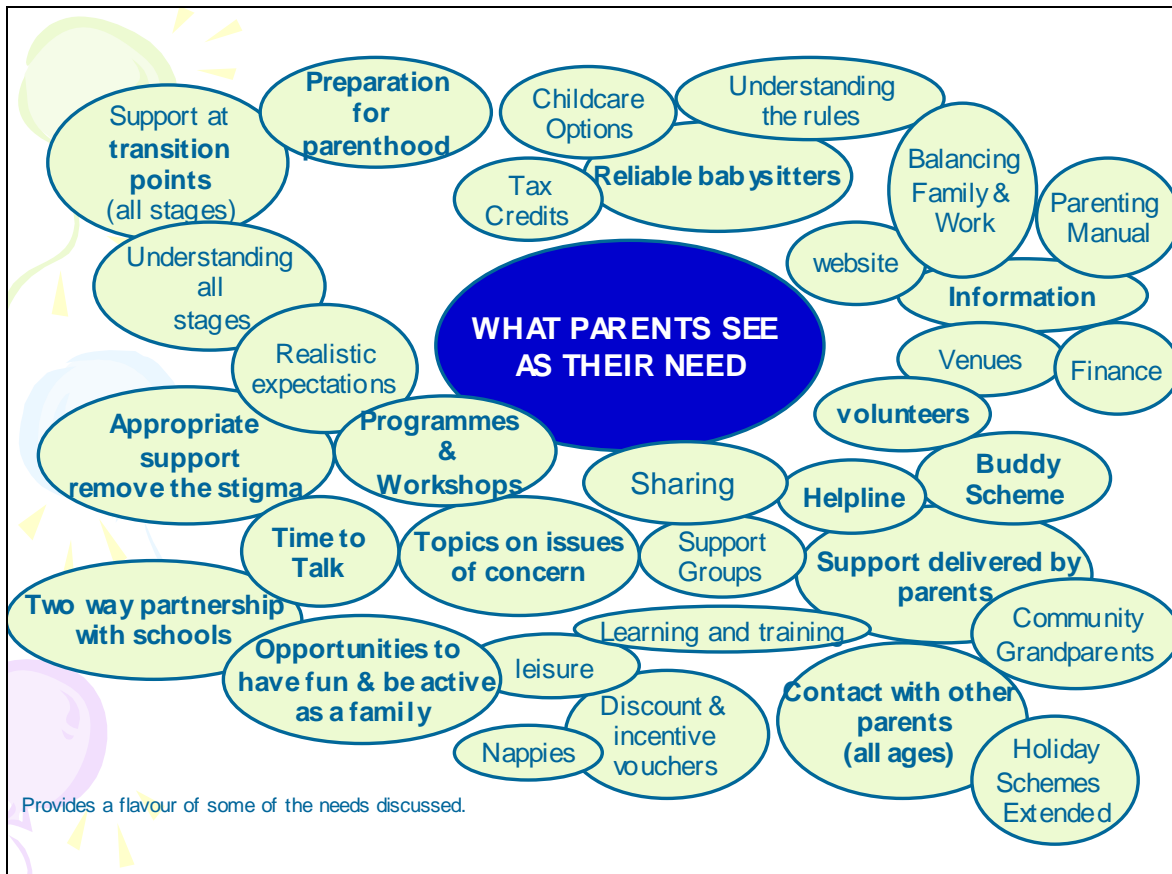 Preparation
for
parenthood
Support at
transition
points
(all stages)
Childcare
Options
Understanding
the rules
Reliable babysitters
Tax
Credits
Balancing
Family &
Work
Parenting
Manual
Understanding
all
stages
website
Information
WHAT PARENTS SEE
AS THEIR NEED
Realistic
expectations
Venues
Finance
Appropriate
support
remove the stigma
Programmes
&
Workshops
volunteers
Sharing
Helpline
Buddy
Scheme
Time to
Talk
Topics on issues
of concern
Support
Groups
Support delivered by
parents
Two way partnership
with schools
Learning and training
Community
Grandparents
Opportunities to
have fun & be active
as a family
leisure
Contact with other
parents
(all ages)
Nappies
Discount &
incentive
vouchers
Holiday
Schemes
Extended
Provides a flavour of some of the needs discussed.